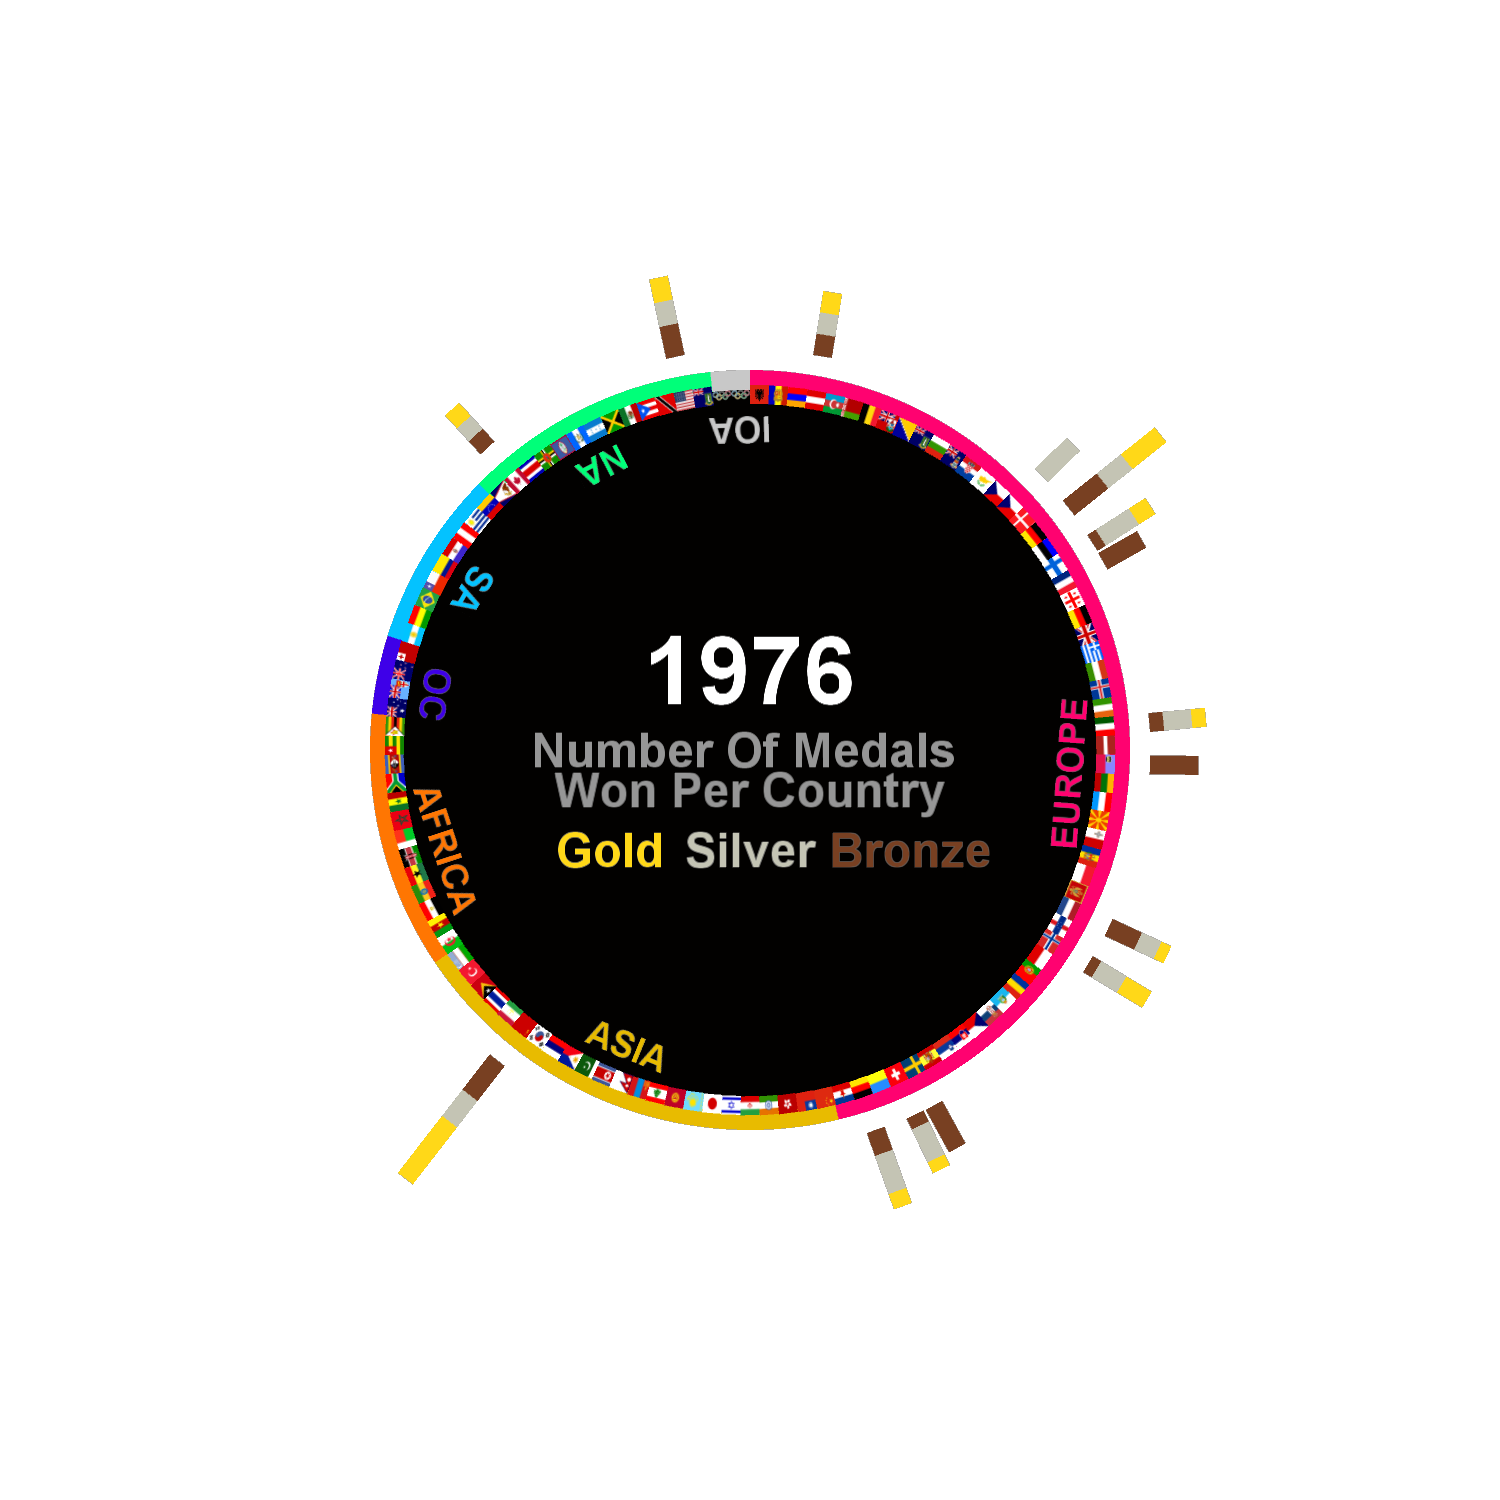 IOA
NA
SA
OC
EUROPE
AFRICA
ASIA
1976
Number Of Medals
Won Per Country
Gold Silver Bronze